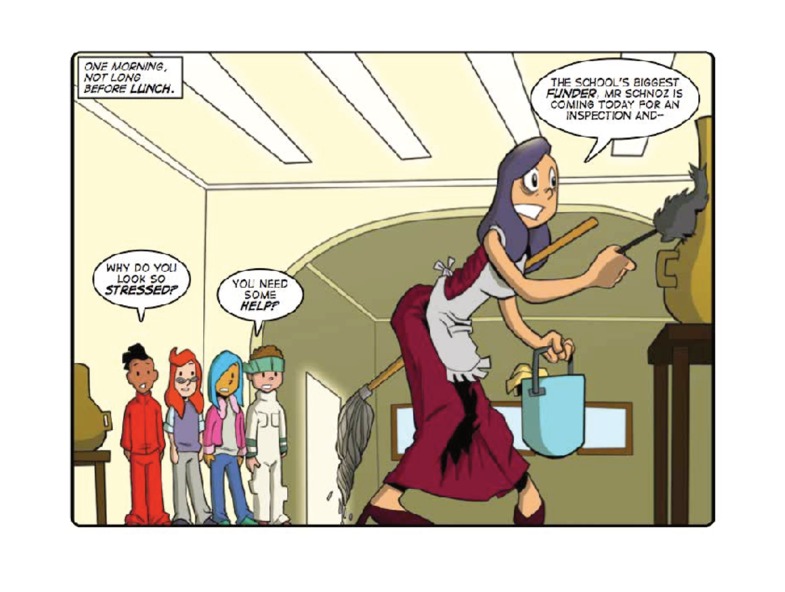 ONE MORNING,
NOT LONG
BEFORE LUNCH.
THE SCHOOL'S BIGGEST
FUNDER, MR SCHNOZ IS
COMING TODAY FOR AN
INSPECTION AND--
WHY DO YOU
LOOK SO
STRESSED?
YOU NEED
SOME
HELP?